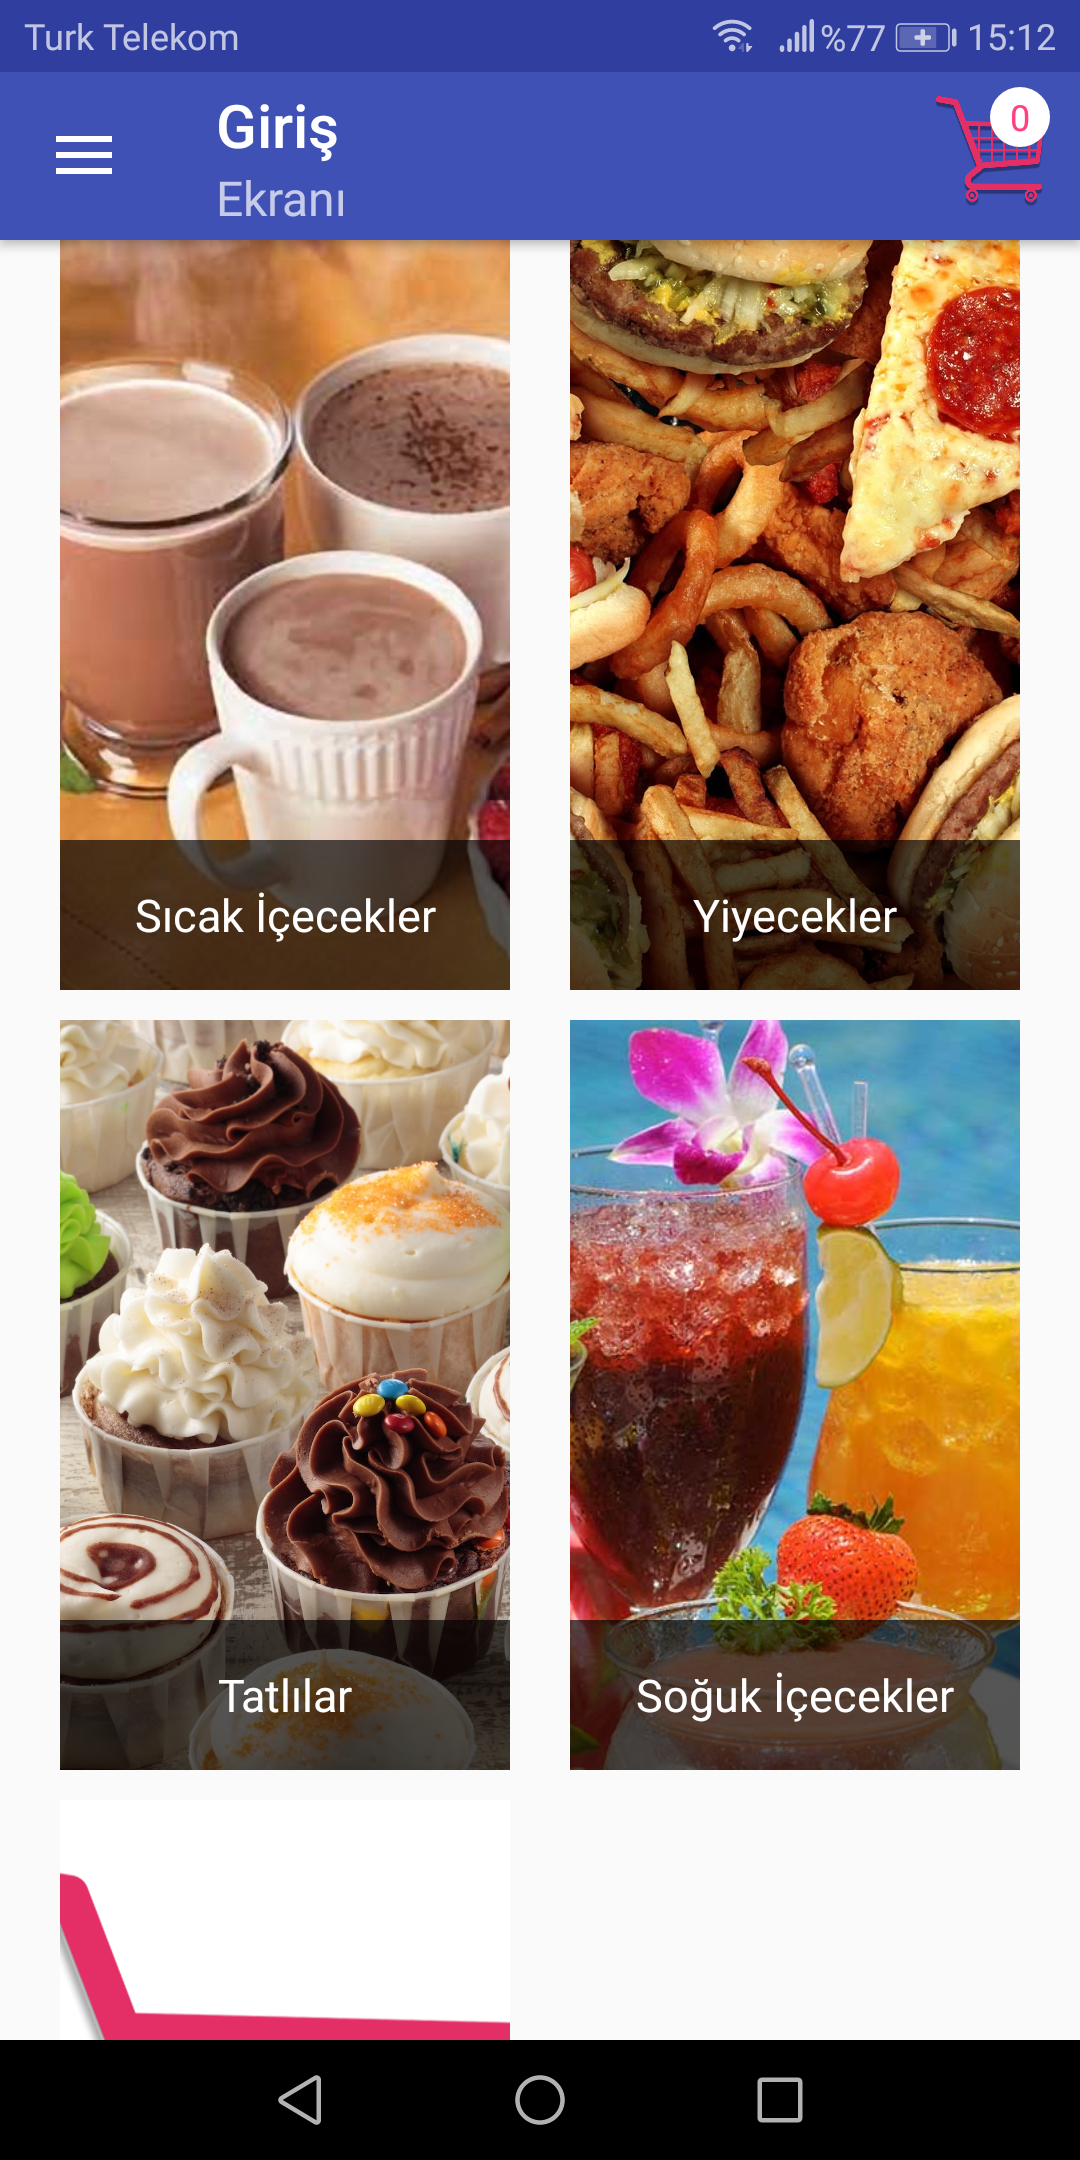 Turk Telekom %77 15:12
Giriş
Ekranı
0
Sıcak İçecekler
Yiyecekler
Tatlılar
Soğuk İçecekler